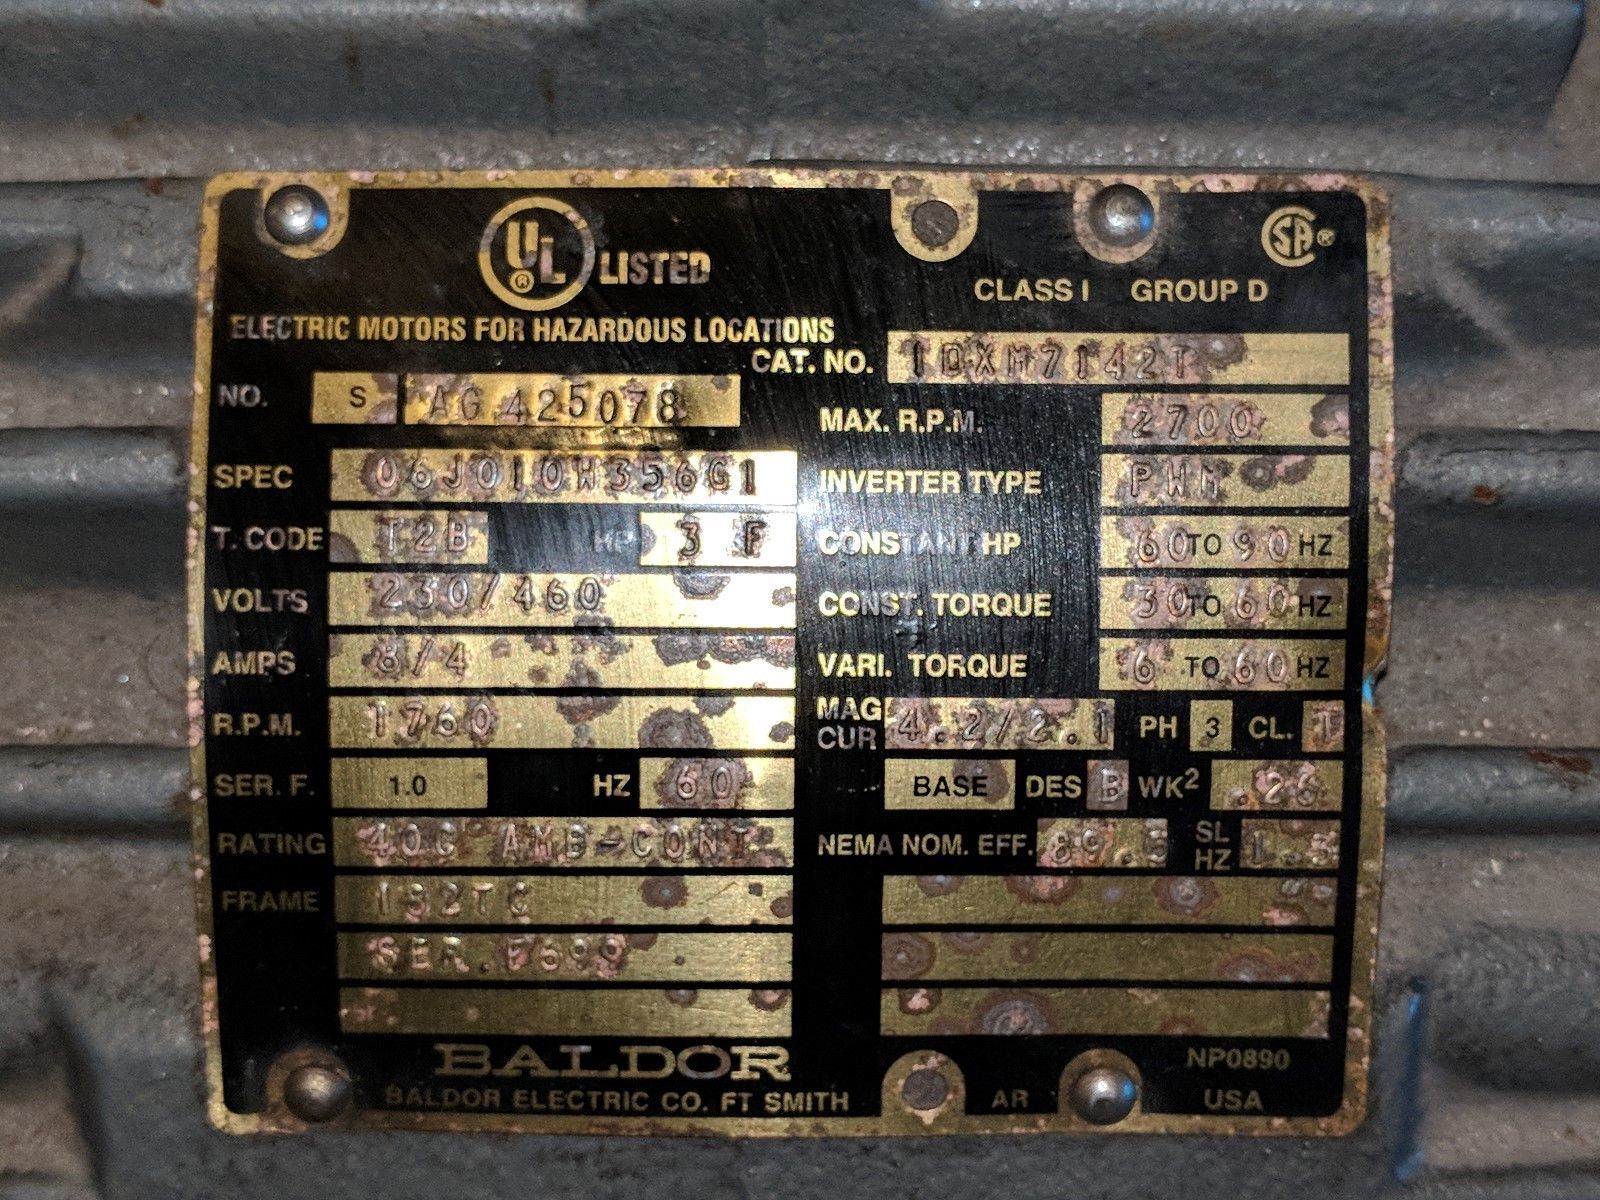 UL LISTED
SA
CLASS I GROUP D
ELECTRIC MOTORS FOR HAZARDOUS LOCATIONS
CAT. NO. IDXM7142T
NO. S AG 425078
MAX. R.P.M. 2700
SPEC 06J010W356G1
INVERTER TYPE PWM
T. CODE T2B HP 3 F
CONSTANT HP 60 TO 90 HZ
VOLTS 230/460
CONST. TORQUE 30 TO 60 HZ
AMPS 8/4
VARI. TORQUE 6 TO 60 HZ
R.P.M. 1760
MAG CUR 4.2/2.1 PH 3 CL.
SER. F. 1.0 HZ 60
BASE DES B WK² .26
RATING 40C AMB-CONT
NEMA NOM. EFF. 89.5 SL HZ 1.3
FRAME 182TC
SER.
BALDOR
NP0890
BALDOR ELECTRIC CO. FT SMITH AR USA